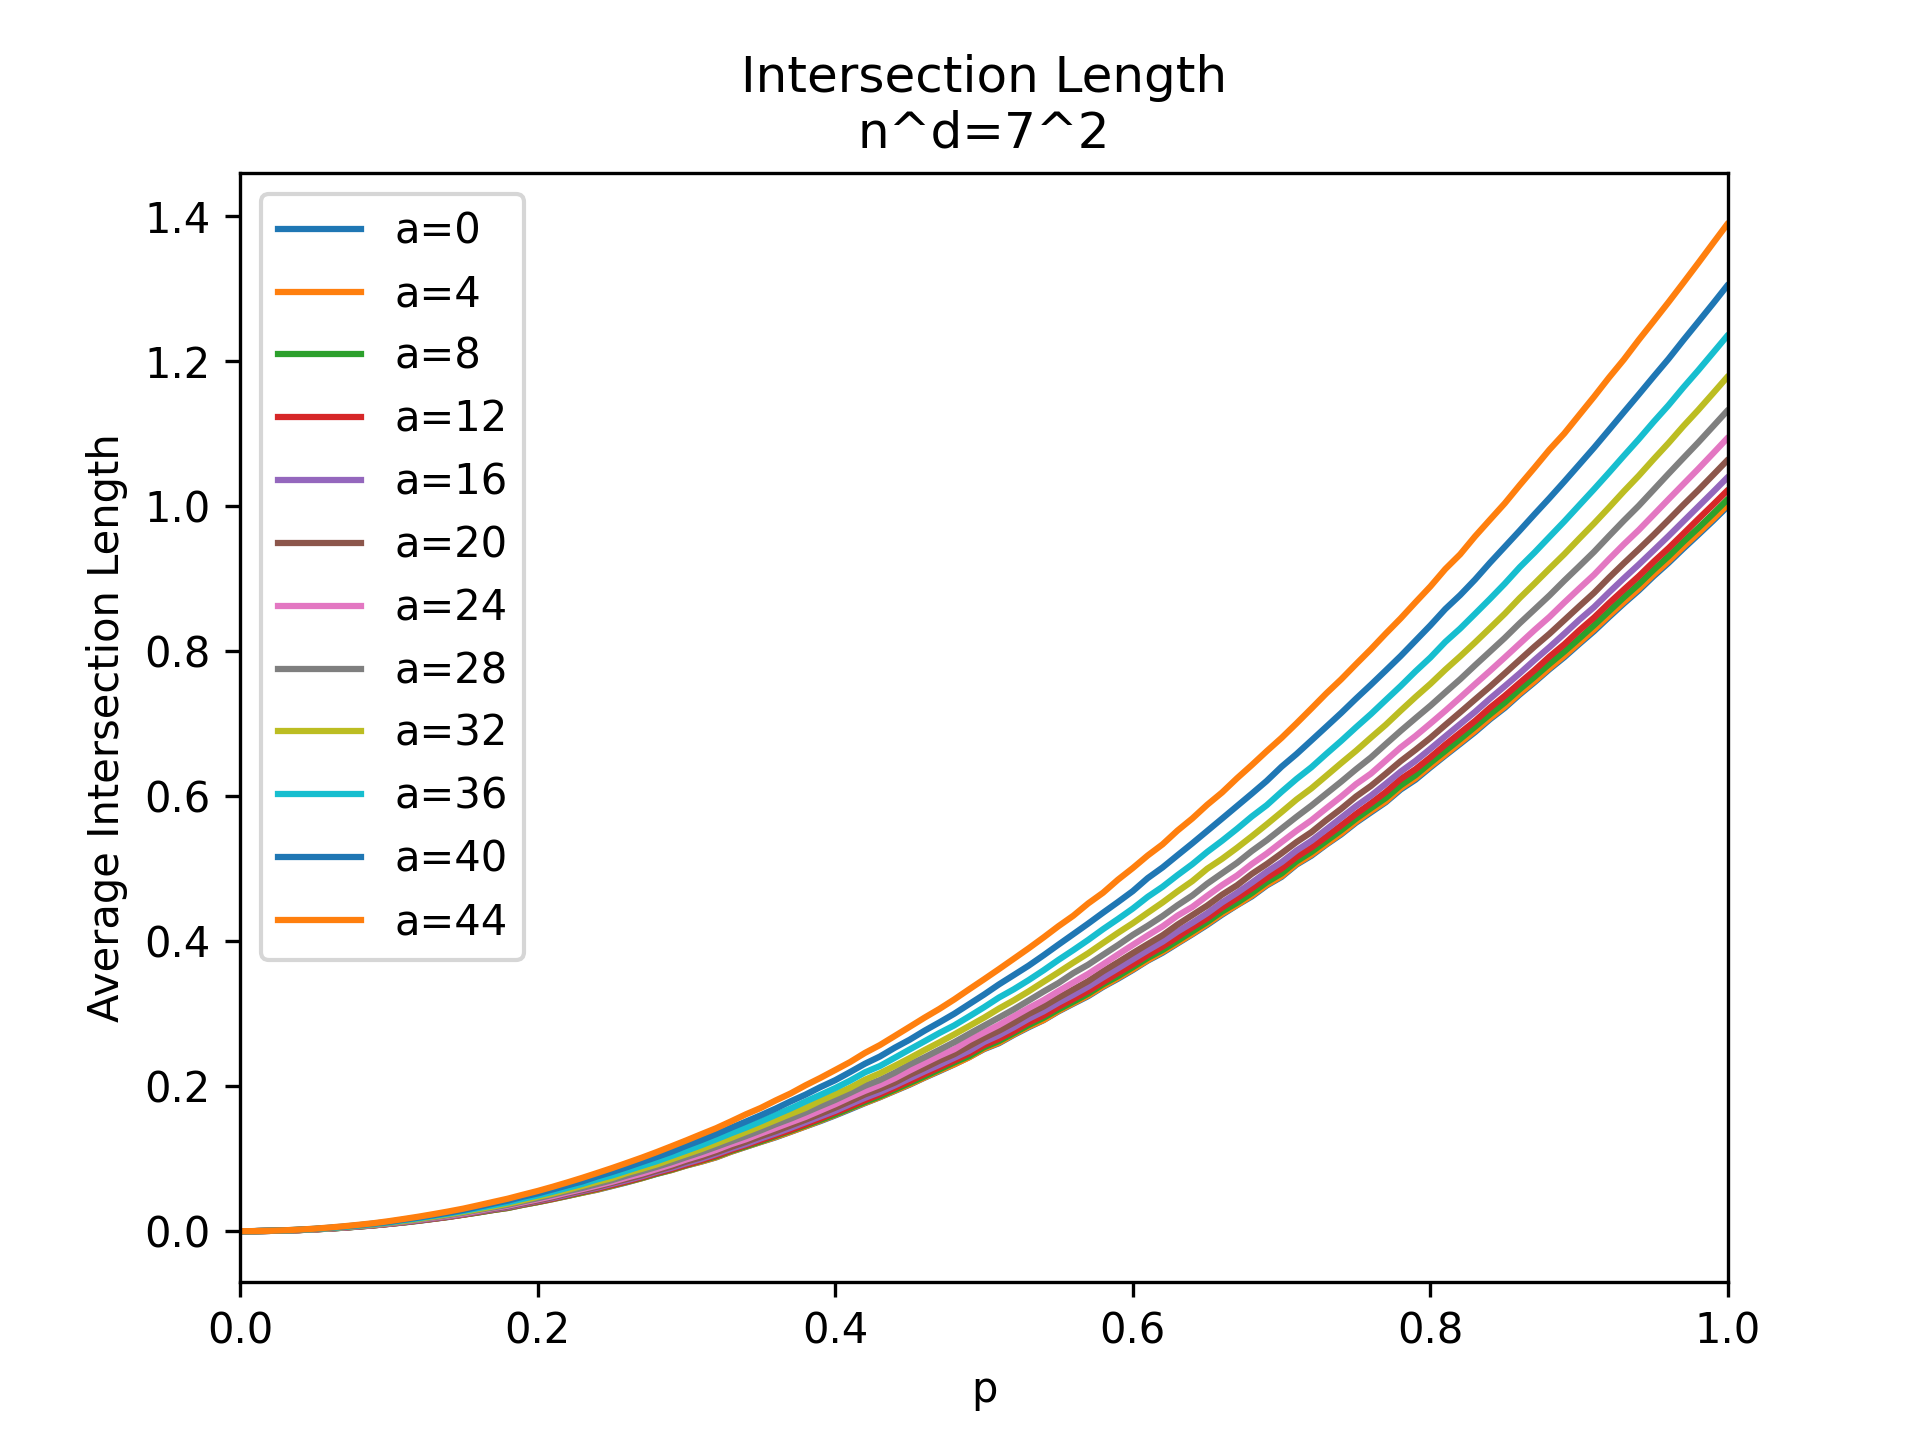 Intersection Length
n^d=7^2
1.4
1.2
1.0
0.8
0.6
0.4
0.2
0.0
Average Intersection Length
a=0
a=4
a=8
a=12
a=16
a=20
a=24
a=28
a=32
a=36
a=40
a=44
0.0 0.2 0.4 0.6 0.8 1.0
p